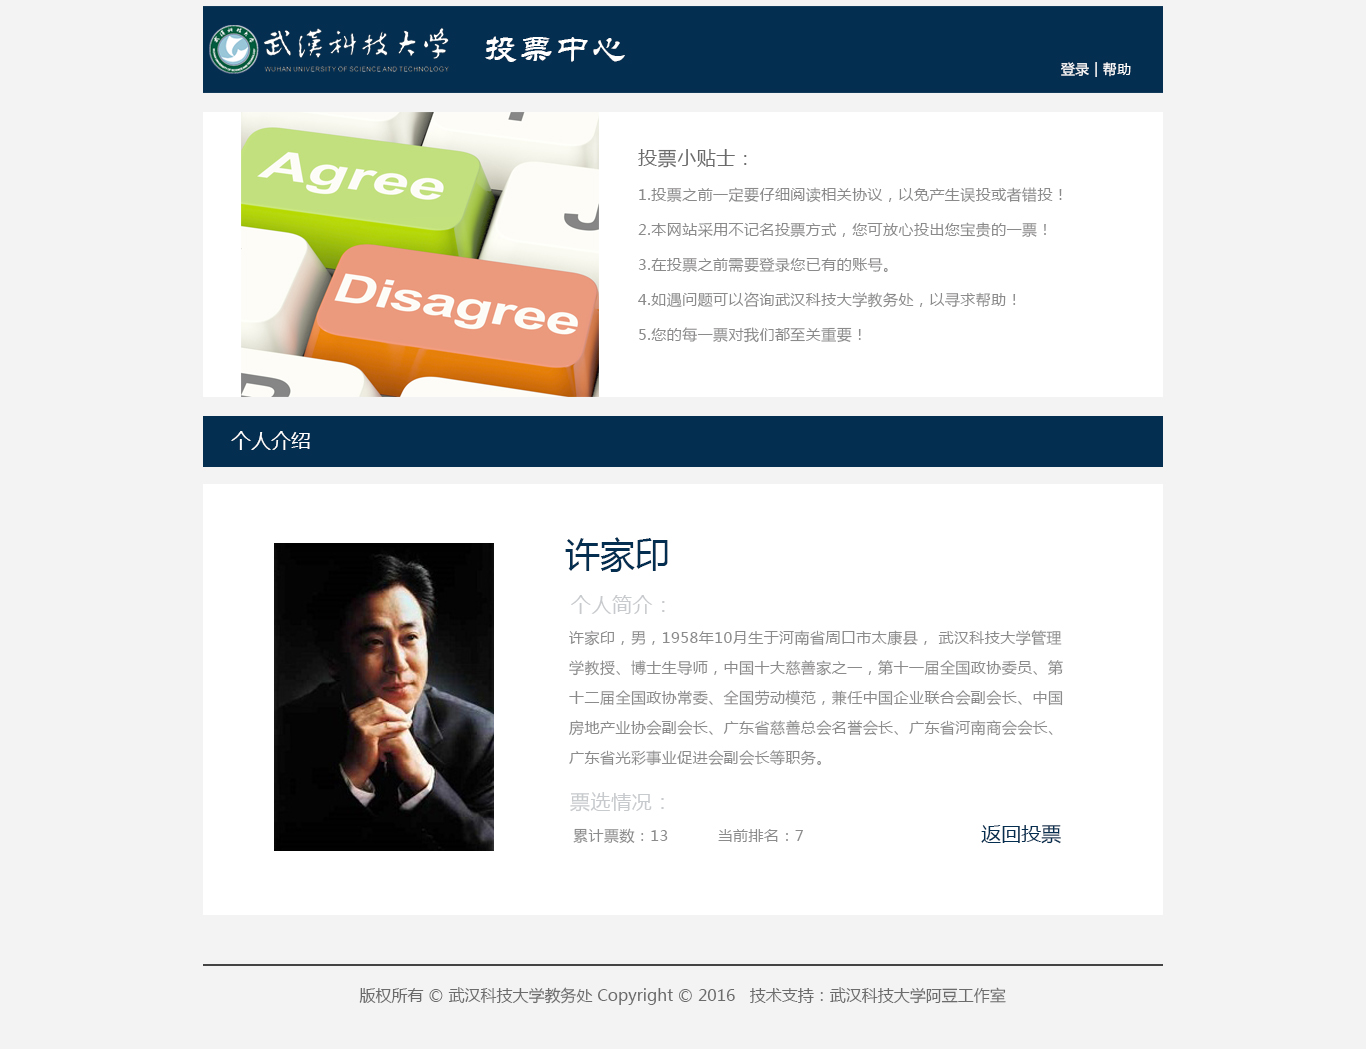 武漢科技大学
WUHAN UNIVERSITY OF SCIENCE AND TECHNOLOGY
投票中心
登录 | 帮助
Agree
Disagree
投票小贴士：
1.投票之前一定要仔细阅读相关协议，以免产生误投或者错投！
2.本网站采用不记名投票方式，您可放心投出您宝贵的一票！
3.在投票之前需要登录您已有的账号。
4.如遇问题可以咨询武汉科技大学教务处，以寻求帮助！
5.您的每一票对我们都至关重要！
个人介绍
许家印
个人简介：
许家印，男，1958年10月生于河南省周口市太康县， 武汉科技大学管理
学教授、博士生导师，中国十大慈善家之一，第十一届全国政协委员、第
十二届全国政协常委、全国劳动模范，兼任中国企业联合会副会长、中国
房地产业协会副会长、广东省慈善总会名誉会长、广东省河南商会会长、
广东省光彩事业促进会副会长等职务。
票选情况：
累计票数：13 当前排名：7
返回投票
版权所有 © 武汉科技大学教务处 Copyright © 2016 技术支持：武汉科技大学阿豆工作室